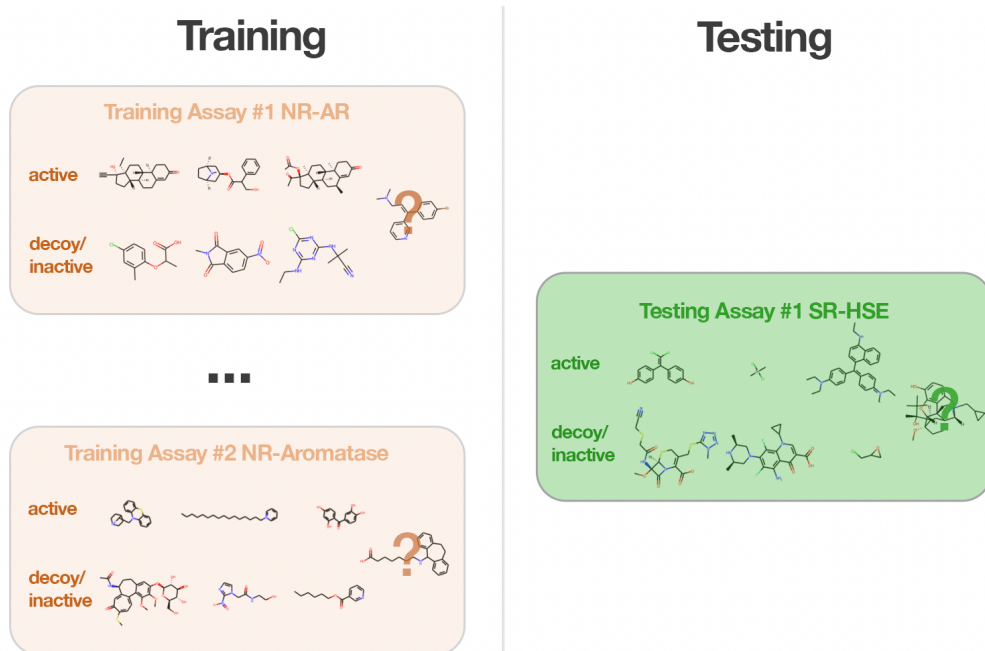 Training
Training Assay #1 NR-AR
active
decoy/
inactive
?
...
Training Assay #2 NR-Aromatase
active
decoy/
inactive
?
Testing
Testing Assay #1 SR-HSE
active
decoy/
inactive
?